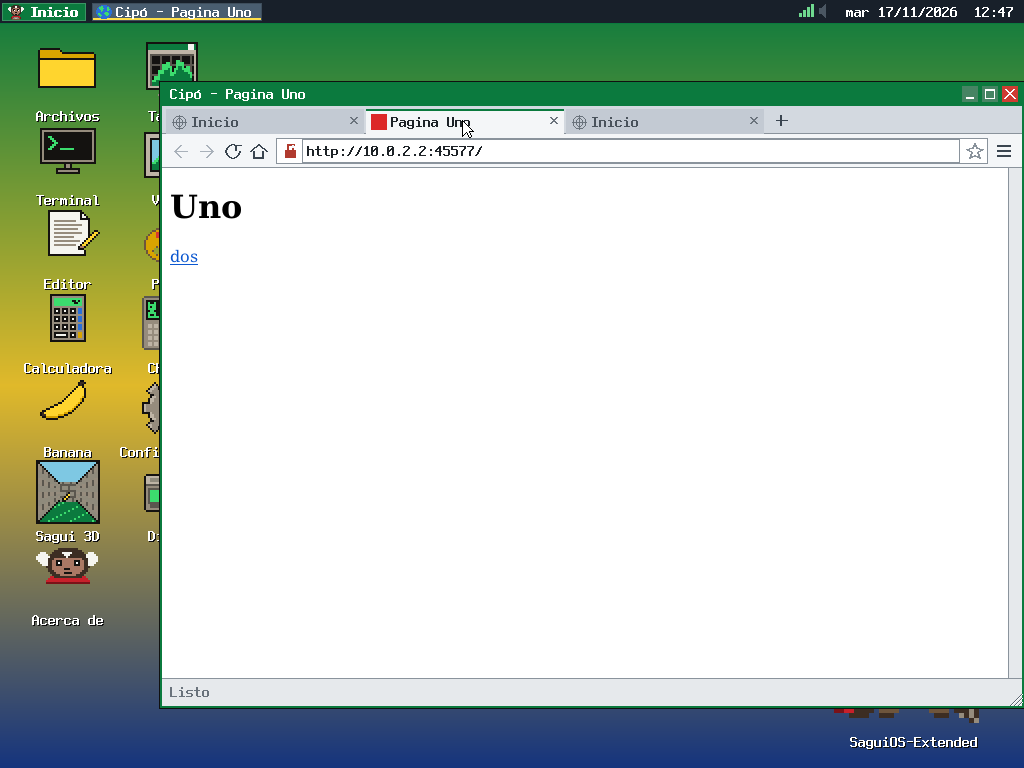 Inicio
Cipó - Pagina Uno
mar 17/11/2026 12:47
Archivos
Terminal
Editor
Calculadora
Banana
Sagui 3D
Acerca de
Cipó - Pagina Uno
Inicio
Pagina Uno
Inicio
http://10.0.2.2:45577/
Uno
dos
Listo
SaguiOS-Extended